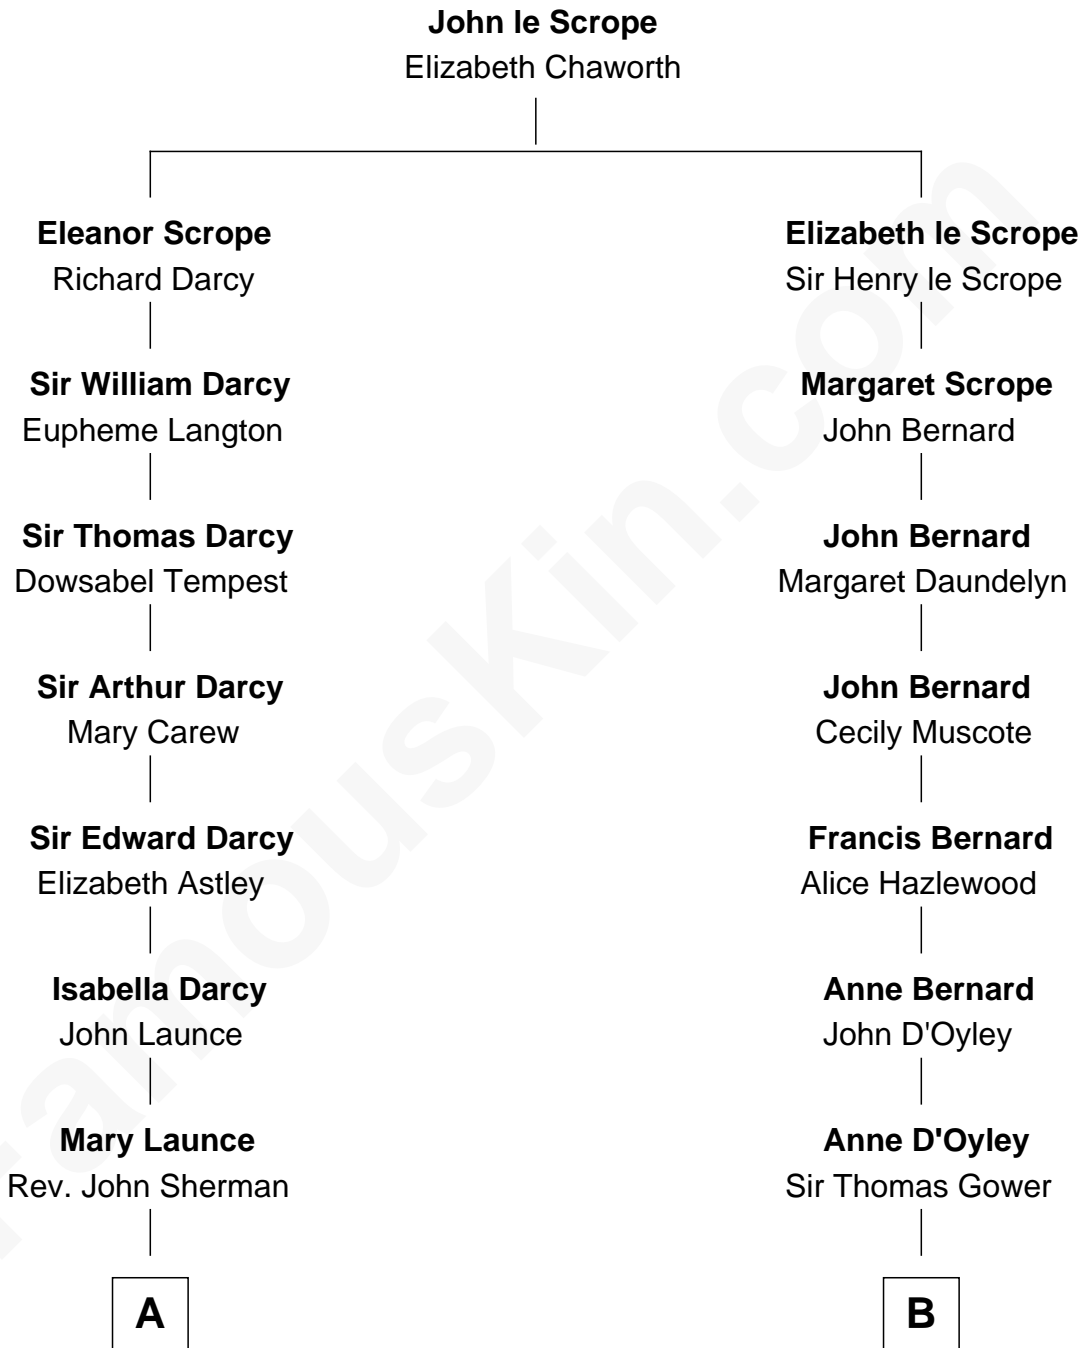 John le Scrope
Elizabeth Chaworth
Eleanor Scrope
Richard Darcy
Elizabeth le Scrope
Sir Henry le Scrope
Sir William Darcy
Eupheme Langton
Margaret Scrope
John Bernard
Sir Thomas Darcy
Dowsabel Tempest
John Bernard
Margaret Daundelyn
Sir Arthur Darcy
Mary Carew
John Bernard
Cecily Muscote
Sir Edward Darcy
Elizabeth Astley
Francis Bernard
Alice Hazlewood
Isabella Darcy
John Launce
Anne Bernard
John D'Oyley
Mary Launce
Rev. John Sherman
Anne D'Oyley
Sir Thomas Gower
A
B
FamousKin.com